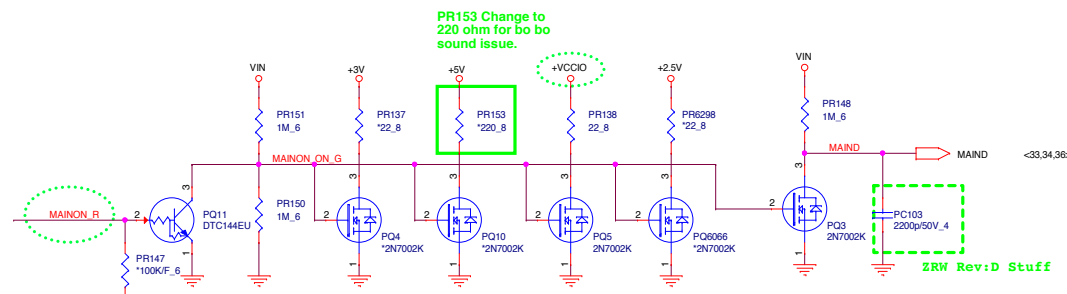 PR153 Change to
220 ohm for bo bo
sound issue.
VIN
+3V
+5V
+VCCIO
+2.5V
VIN
PR151
1M_6
PR137
*22_8
PR153
*220_8
PR138
22_8
PR6298
*22_8
PR148
1M_6
MAINON_ON_G
MAIND
MAIND
<33,34,36
MAINON_R
2
3
1
PQ11
DTC144EU
PR150
1M_6
2
3
1
PQ4
*2N7002K
2
3
1
PQ10
*2N7002K
2
3
1
PQ5
2N7002K
2
3
1
PQ6066
*2N7002K
2
3
1
PQ3
2N7002K
PC103
2200p/50V_4
PR147
*100K/F_6
ZRW Rev:D Stuff